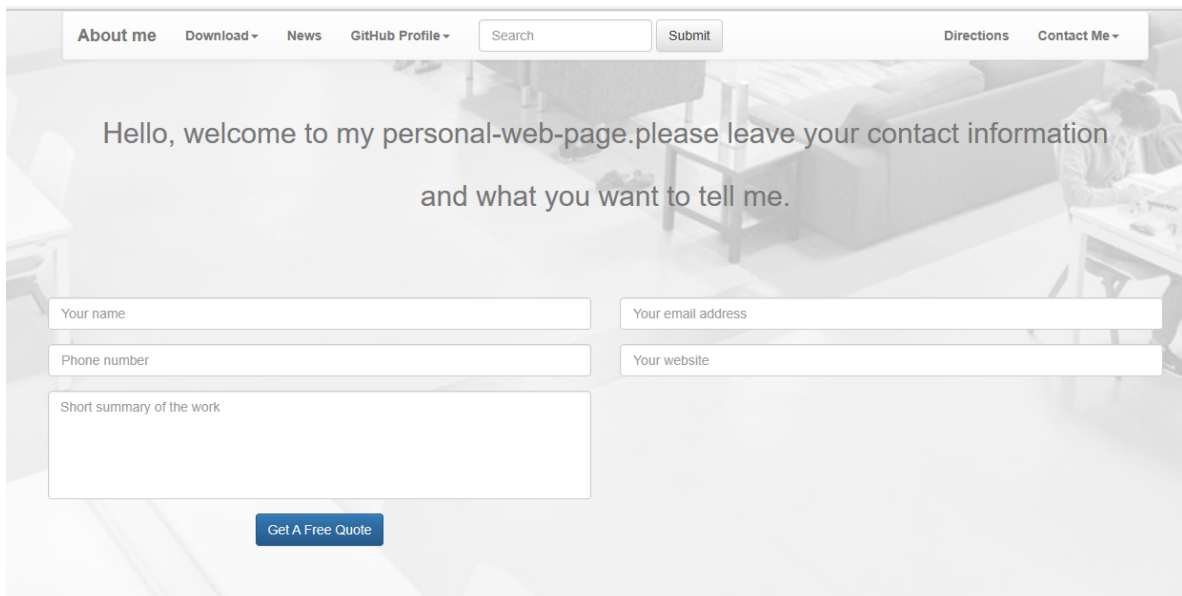 About me Download News GitHub Profile Search Submit Directions Contact Me
Hello, welcome to my personal-web-page.please leave your contact information
and what you want to tell me.
Your name Your email address
Phone number Your website
Short summary of the work
Get A Free Quote